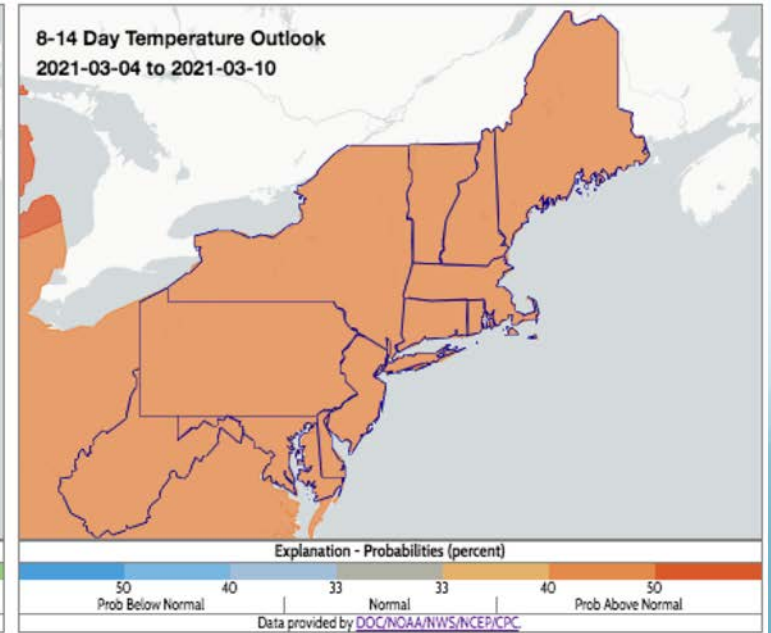 8-14 Day Temperature Outlook
2021-03-04 to 2021-03-10
Explanation - Probabilities (percent)
50 40 33 33 40 50
Prob Below Normal | Normal | Prob Above Normal
Data provided by DOC/NOAA/NWS/NCEP/CPC.